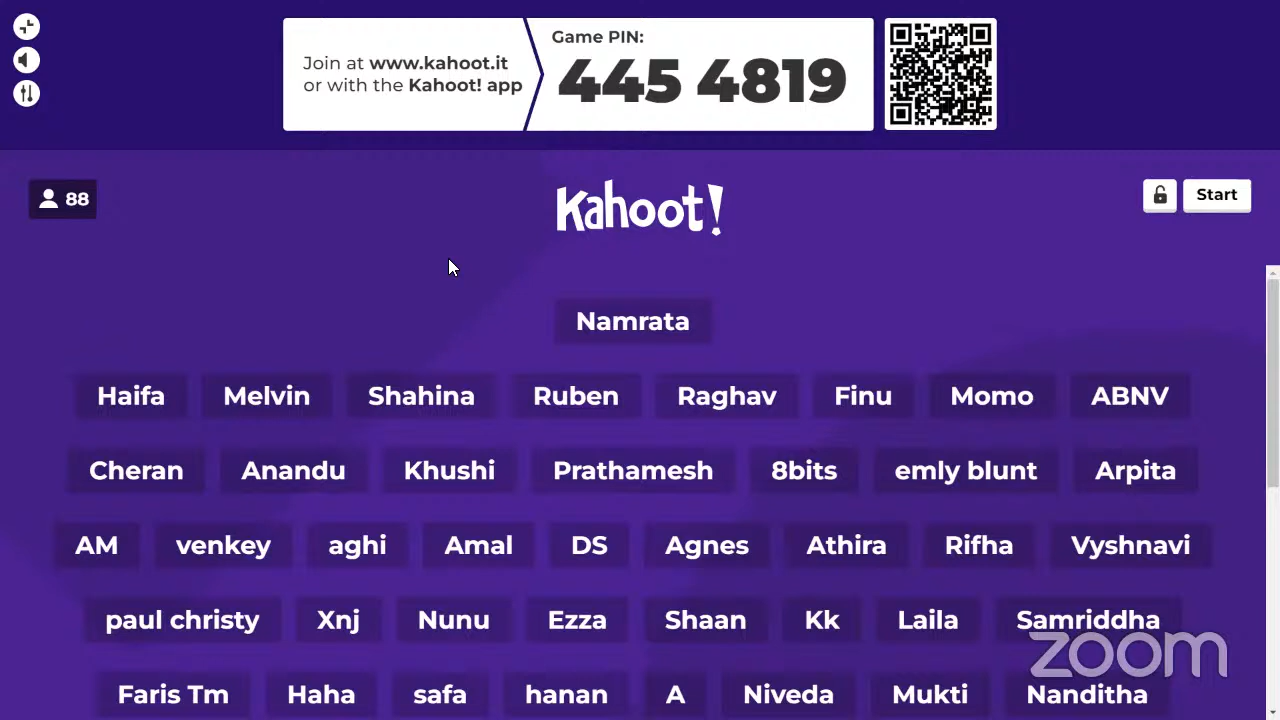 Join at www.kahoot.it
or with the Kahoot! app
Game PIN:
445 4819
88
Kahoot!
Start
Namrata
Haifa Melvin Shahina Ruben Raghav Finu Momo ABNV
Cheran Anandu Khushi Prathamesh 8bits emly blunt Arpita
AM venkey aghi Amal DS Agnes Athira Rifha Vyshnavi
paul christy Xnj Nunu Ezza Shaan Kk Laila Samriddha
zoom
Faris Tm Haha safa hanan A Niveda Mukti Nanditha